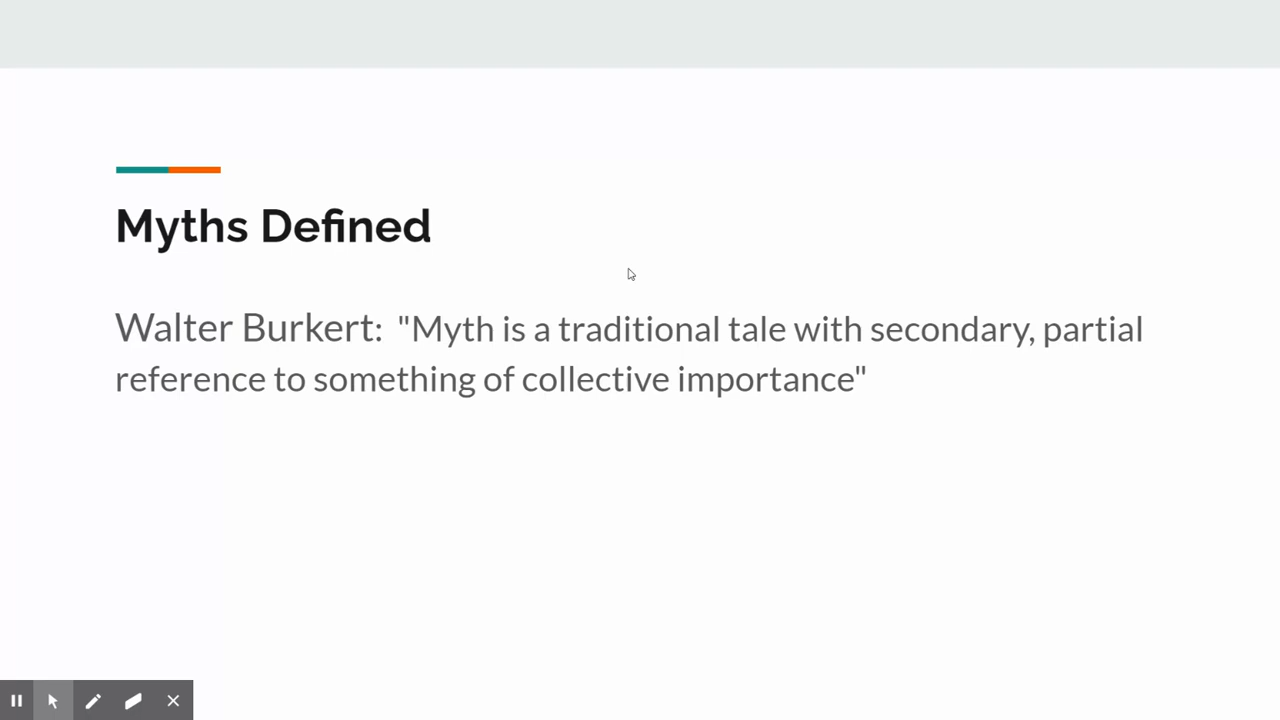 Myths Defined
Walter Burkert: "Myth is a traditional tale with secondary, partial
reference to something of collective importance"